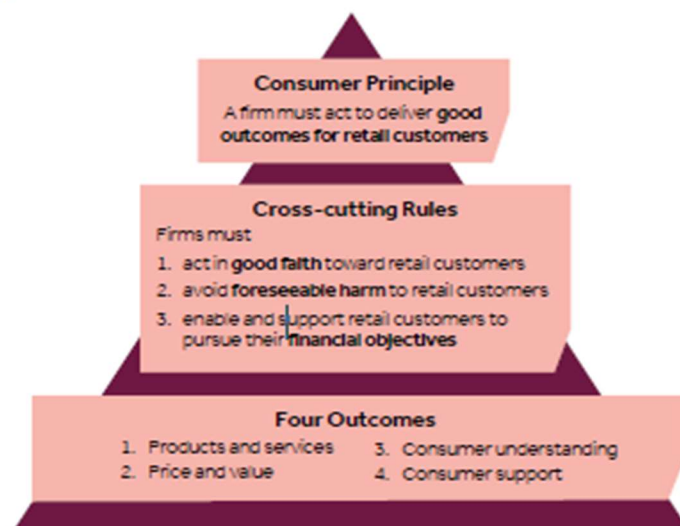 Consumer Principle
A firm must act to deliver good
outcomes for retail customers
Cross-cutting Rules
Firms must
1. act in good faith toward retail customers
2. avoid foreseeable harm to retail customers
3. enable and support retail customers to
pursue their financial objectives
Four Outcomes
1. Products and services
2. Price and value
3. Consumer understanding
4. Consumer support